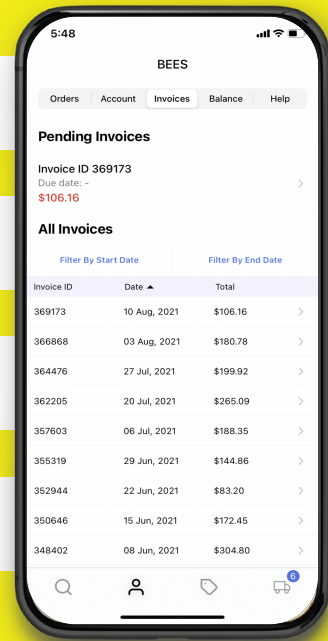 5:48
BEES
Orders Account Invoices Balance Help
Pending Invoices
Invoice ID 369173
Due date: -
$106.16
All Invoices
Filter By Start Date Filter By End Date
Invoice ID Date ▲ Total
369173 10 Aug, 2021 $106.16
366868 03 Aug, 2021 $180.78
364476 27 Jul, 2021 $199.92
362205 20 Jul, 2021 $265.09
357603 06 Jul, 2021 $188.35
355319 29 Jun, 2021 $144.86
352944 22 Jun, 2021 $83.20
350646 15 Jun, 2021 $172.45
348402 08 Jun, 2021 $304.80
6